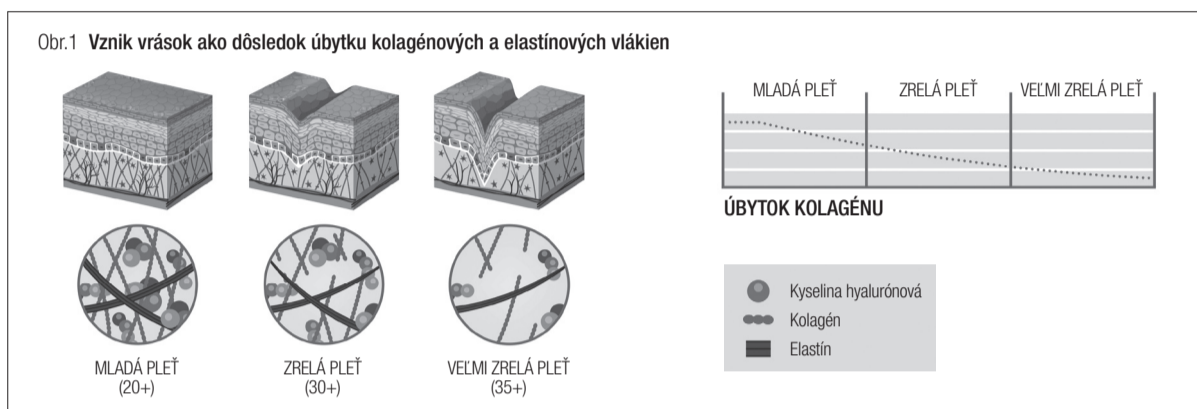 Obr.1 Vznik vrások ako dôsledok úbytku kolagénových a elastínových vlákien
MLADÁ PLEŤ
(20+)
ZRELÁ PLEŤ
(30+)
VEĽMI ZRELÁ PLEŤ
(35+)
MLADÁ PLEŤ
ZRELÁ PLEŤ
VEĽMI ZRELÁ PLEŤ
ÚBYTOK KOLAGÉNU
Kyselina hyalurónová
Kolagén
Elastín